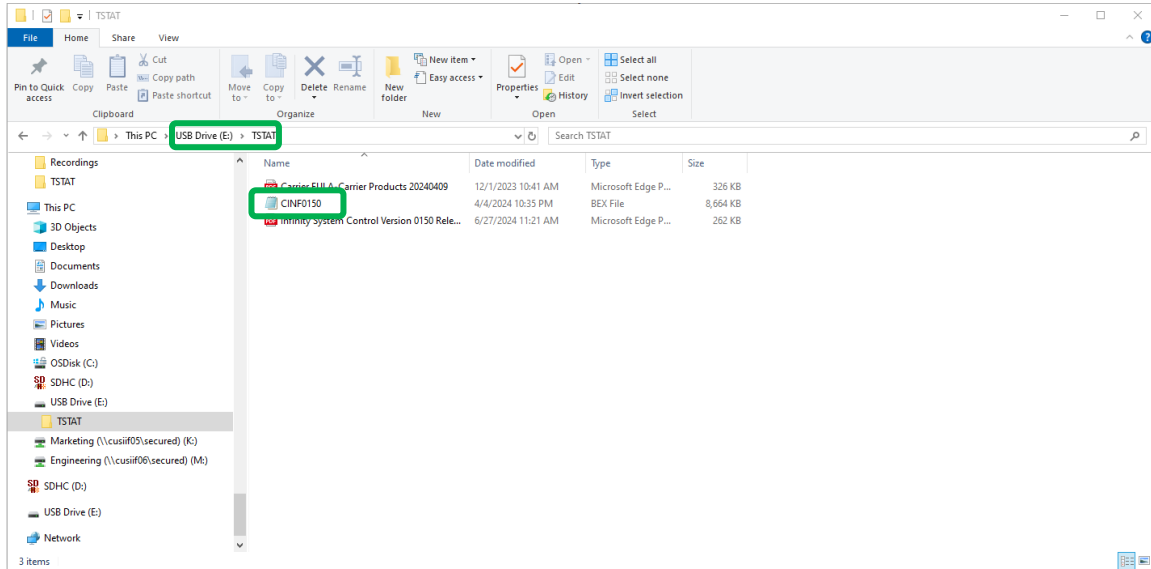 TSTAT
File Home Share View
Pin to Quick access
Copy
Paste
Cut
Copy path
Paste shortcut
Clipboard
Move to
Copy to
Delete
Rename
Organize
New folder
New item
Easy access
New
Properties
Open
Edit
History
Open
Select all
Select none
Invert selection
Select
This PC > USB Drive (E:) > TSTAT
Search TSTAT
Recordings
TSTAT
This PC
3D Objects
Desktop
Documents
Downloads
Music
Pictures
Videos
OSDisk (C:)
SDHC (D:)
USB Drive (E:)
TSTAT
Marketing (\\cusiif05\secured) (K:)
Engineering (\\cusiif06\secured) (M:)
SDHC (D:)
USB Drive (E:)
Network
Name Date modified Type Size
Carrier EULA-Carrier Products 20240409 12/1/2023 10:41 AM Microsoft Edge P... 326 KB
CINF0150 4/4/2024 10:35 PM BEX File 8,664 KB
Infinity System Control Version 0150 Rele... 6/27/2024 11:21 AM Microsoft Edge P... 262 KB
3 items